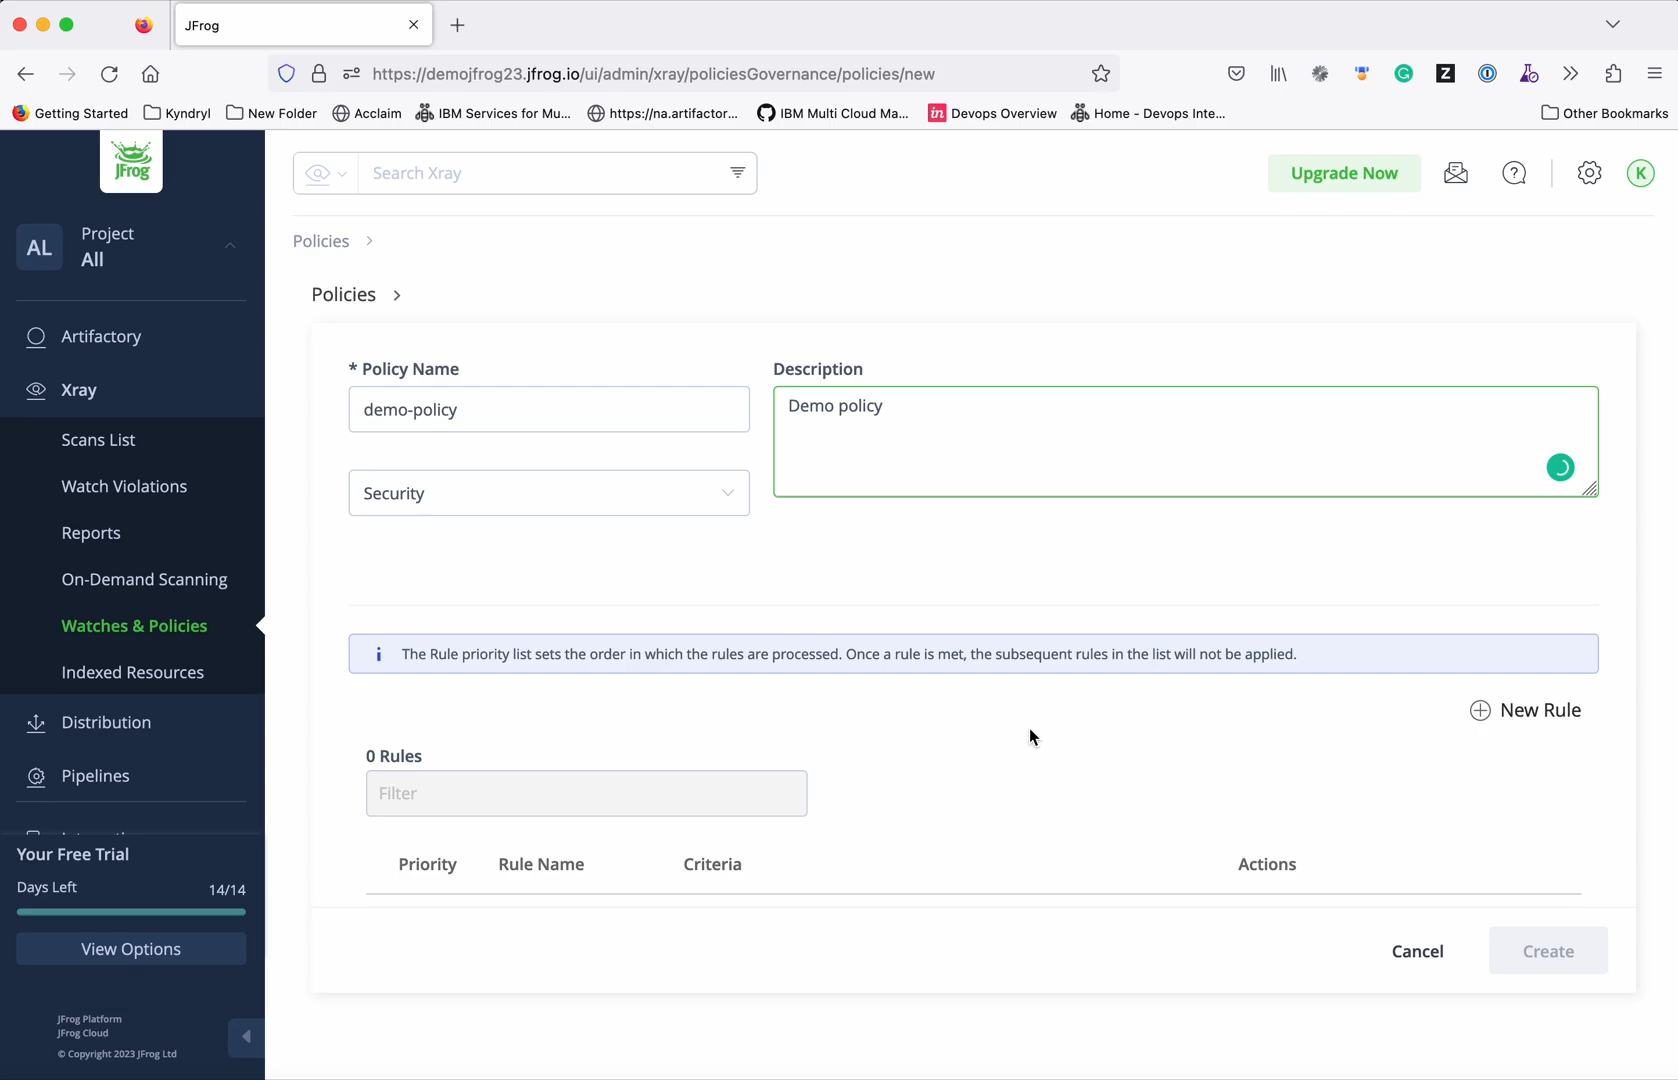 JFrog
https://demojfrog23.jfrog.io/ui/admin/xray/policiesGovernance/policies/new
Getting Started
Kyndryl
New Folder
Acclaim
IBM Services for Mu...
https://na.artifactor...
IBM Multi Cloud Ma...
in Devops Overview
Home - Devops Inte...
Other Bookmarks
JFrog
Search Xray
Upgrade Now
K
AL
Project
All
Policies
Policies
Artifactory
Xray
Scans List
Watch Violations
Reports
On-Demand Scanning
Watches & Policies
Indexed Resources
Distribution
Pipelines
Your Free Trial
Days Left 14/14
View Options
JFrog Platform
JFrog Cloud
© Copyright 2023 JFrog Ltd
* Policy Name
demo-policy
Security
Description
Demo policy
i The Rule priority list sets the order in which the rules are processed. Once a rule is met, the subsequent rules in the list will not be applied.
New Rule
0 Rules
Filter
Priority Rule Name Criteria Actions
Cancel Create